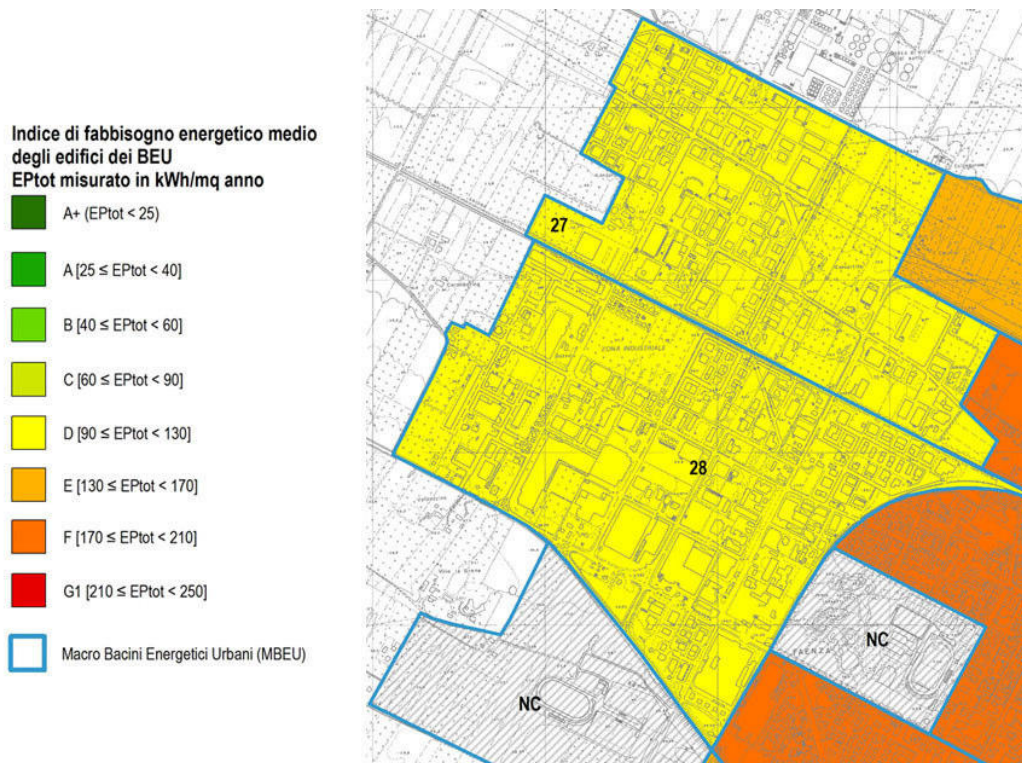 Indice di fabbisogno energetico medio
degli edifici dei BEU
EPtot misurato in kWh/mq anno
A+ (EPtot < 25)
A [25 ≤ EPtot < 40]
B [40 ≤ EPtot < 60]
C [60 ≤ EPtot < 90]
D [90 ≤ EPtot < 130]
E [130 ≤ EPtot < 170]
F [170 ≤ EPtot < 210]
G1 [210 ≤ EPtot < 250]
Macro Bacini Energetici Urbani (MBEU)
27
ZONA INDUSTRIALE
28
NC
FAENZA
NC